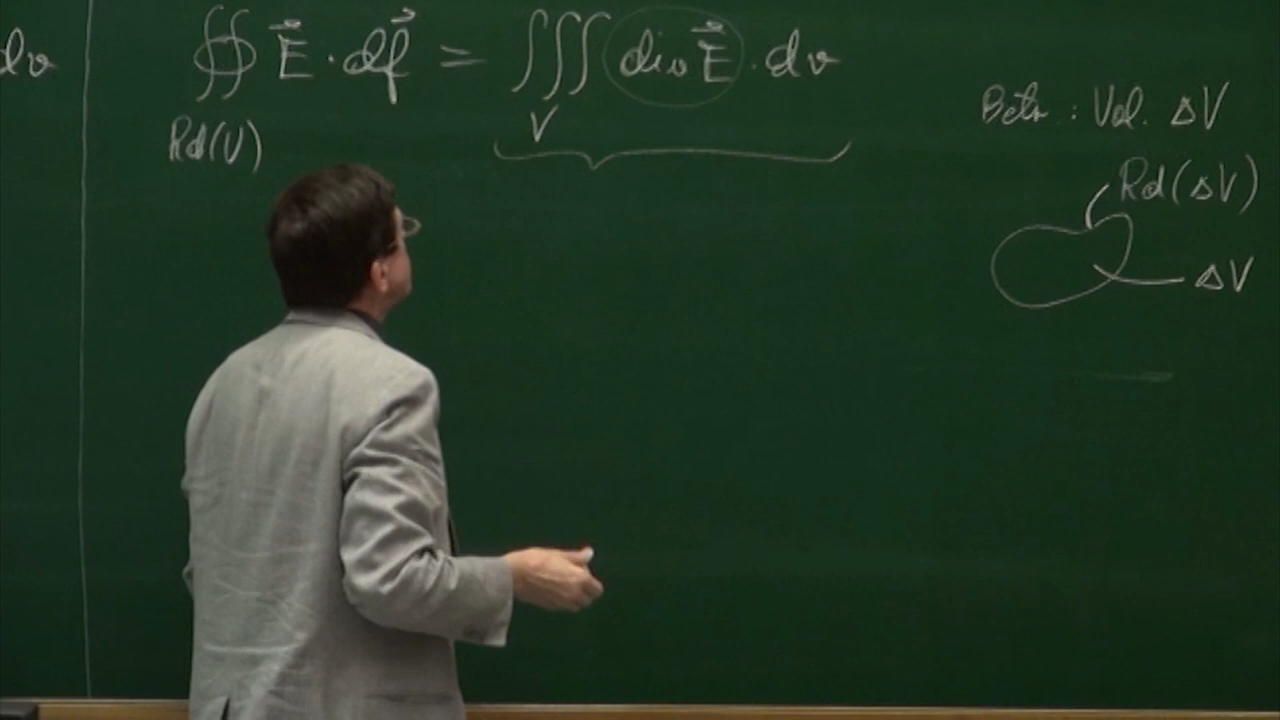 dv
∯ E⃗ · df⃗ = ∭ div E⃗ · dv
Rd(V)
V
Betr : Vol. ΔV
Rd(ΔV)
ΔV